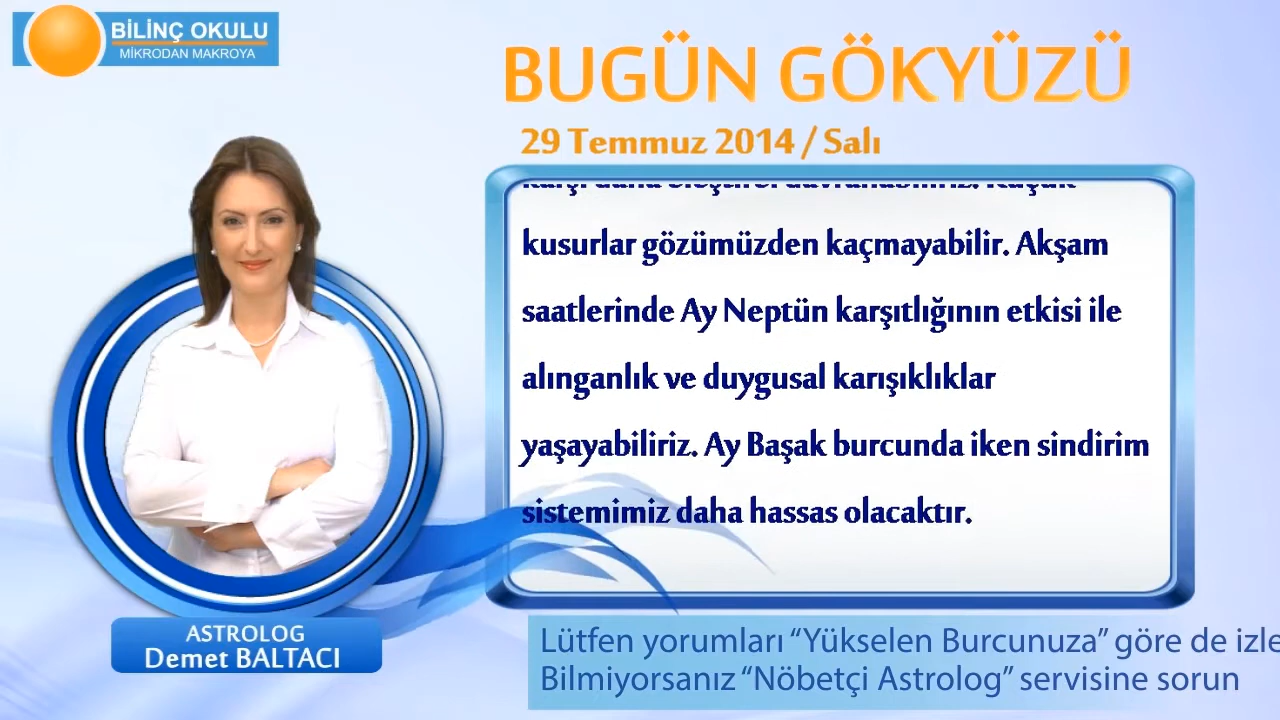 BİLİNÇ OKULU
MİKRODAN MAKROYA
BUGÜN GÖKYÜZÜ
29 Temmuz 2014 / Salı
kusurlar gözümüzden kaçmayabilir. Akşam
saatlerinde Ay Neptün karşıtlığının etkisi ile
alınganlık ve duygusal karışıklıklar
yaşayabiliriz. Ay Başak burcunda iken sindirim
sistemimiz daha hassas olacaktır.
ASTROLOG
Demet BALTACI
Lütfen yorumları “Yükselen Burcunuza” göre de izle
Bilmiyorsanız “Nöbetçi Astrolog” servisine sorun